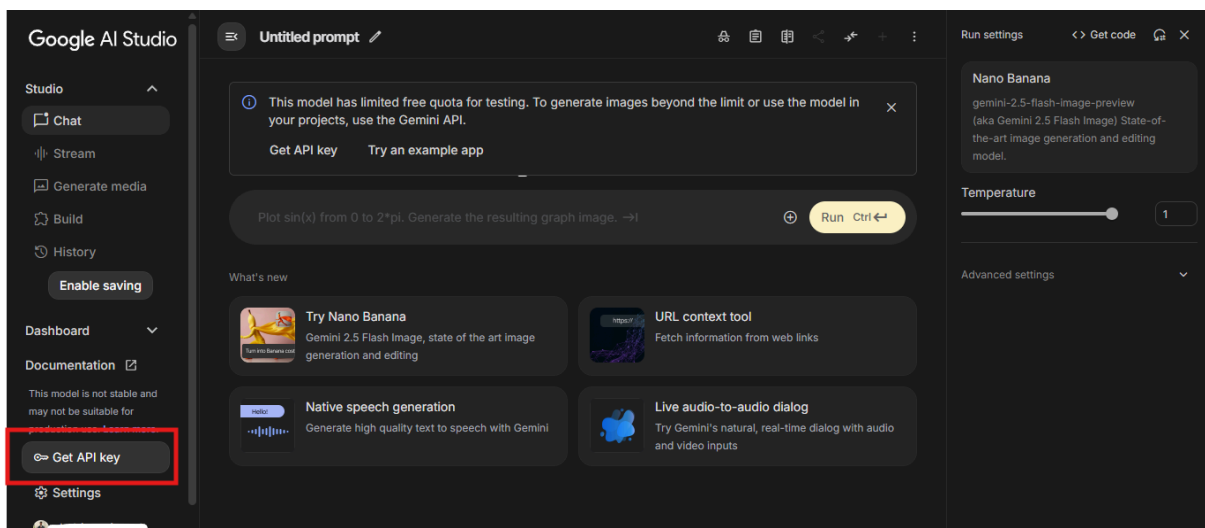 Google AI Studio
Studio
Chat
Stream
Generate media
Build
History
Enable saving
Dashboard
Documentation
This model is not stable and
may not be suitable for
production use. Learn more.
Get API key
Settings
Untitled prompt
This model has limited free quota for testing. To generate images beyond the limit or use the model in
your projects, use the Gemini API.
Get API key Try an example app
Plot sin(x) from 0 to 2*pi. Generate the resulting graph image.
Run Ctrl
What's new
Try Nano Banana
Gemini 2.5 Flash Image, state of the art image
generation and editing
URL context tool
Fetch information from web links
https://
Hello!
Native speech generation
Generate high quality text to speech with Gemini
Live audio-to-audio dialog
Try Gemini's natural, real-time dialog with audio
and video inputs
Run settings <> Get code
Nano Banana
gemini-2.5-flash-image-preview
(aka Gemini 2.5 Flash Image) State-of-
the-art image generation and editing
model.
Temperature
1
Advanced settings